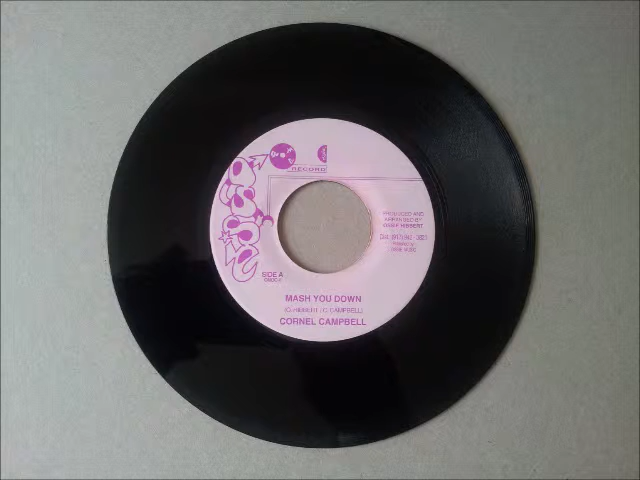 RECORD
PRODUCED AND
ARRANGED BY
OSSIE HIBBERT
SIDE A
MASH YOU DOWN
(O. HIBBERT / C. CAMPBELL)
CORNEL CAMPBELL